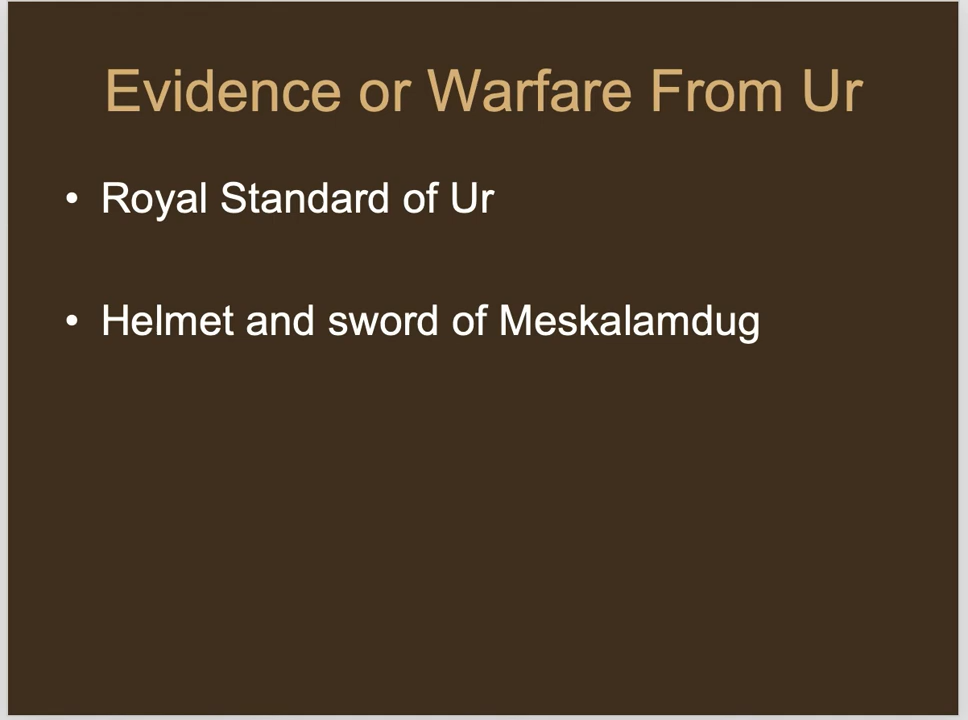 Evidence or Warfare From Ur
• Royal Standard of Ur
• Helmet and sword of Meskalamdug